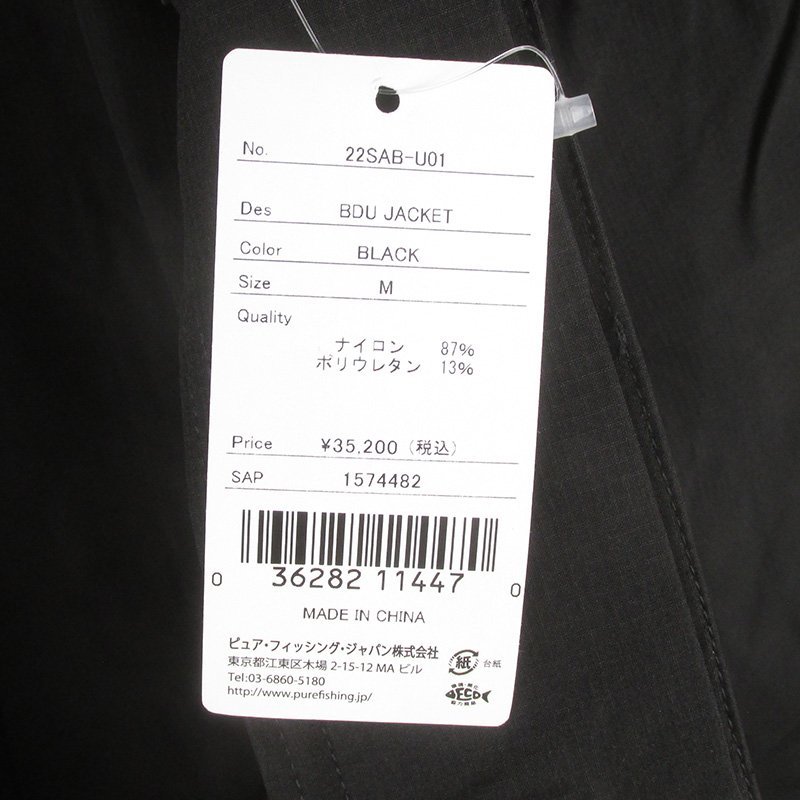 No. 22SAB-U01
Des BDU JACKET
Color BLACK
Size M
Quality
ナイロン 87%
ポリウレタン 13%
Price ¥35,200 (税込)
SAP 1574482
0 36282 11447 0
MADE IN CHINA
ピュア・フィッシング・ジャパン株式会社
東京都江東区木場 2-15-12 MA ビル
Tel:03-6860-5180
http://www.purefishing.jp/
紙 台紙
ECO